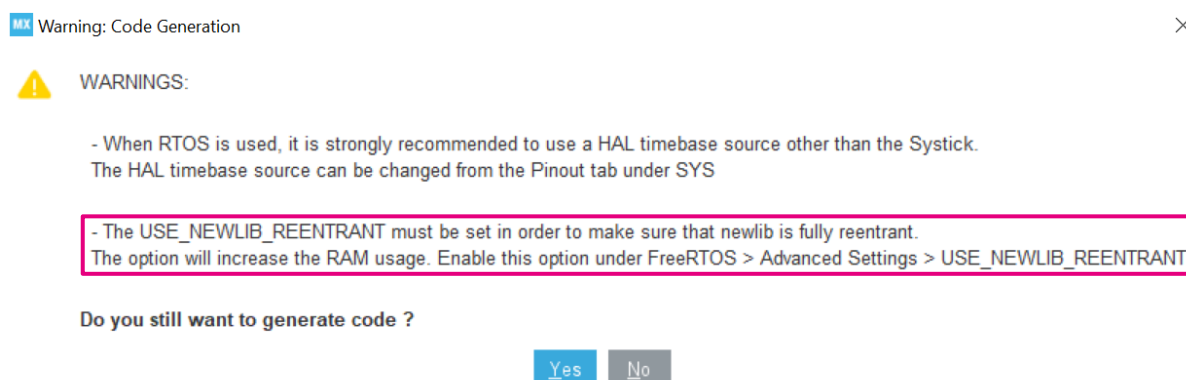 MX Warning: Code Generation
WARNINGS:
- When RTOS is used, it is strongly recommended to use a HAL timebase source other than the Systick.
The HAL timebase source can be changed from the Pinout tab under SYS
- The USE_NEWLIB_REENTRANT must be set in order to make sure that newlib is fully reentrant.
The option will increase the RAM usage. Enable this option under FreeRTOS > Advanced Settings > USE_NEWLIB_REENTRANT
Do you still want to generate code ?
Yes No